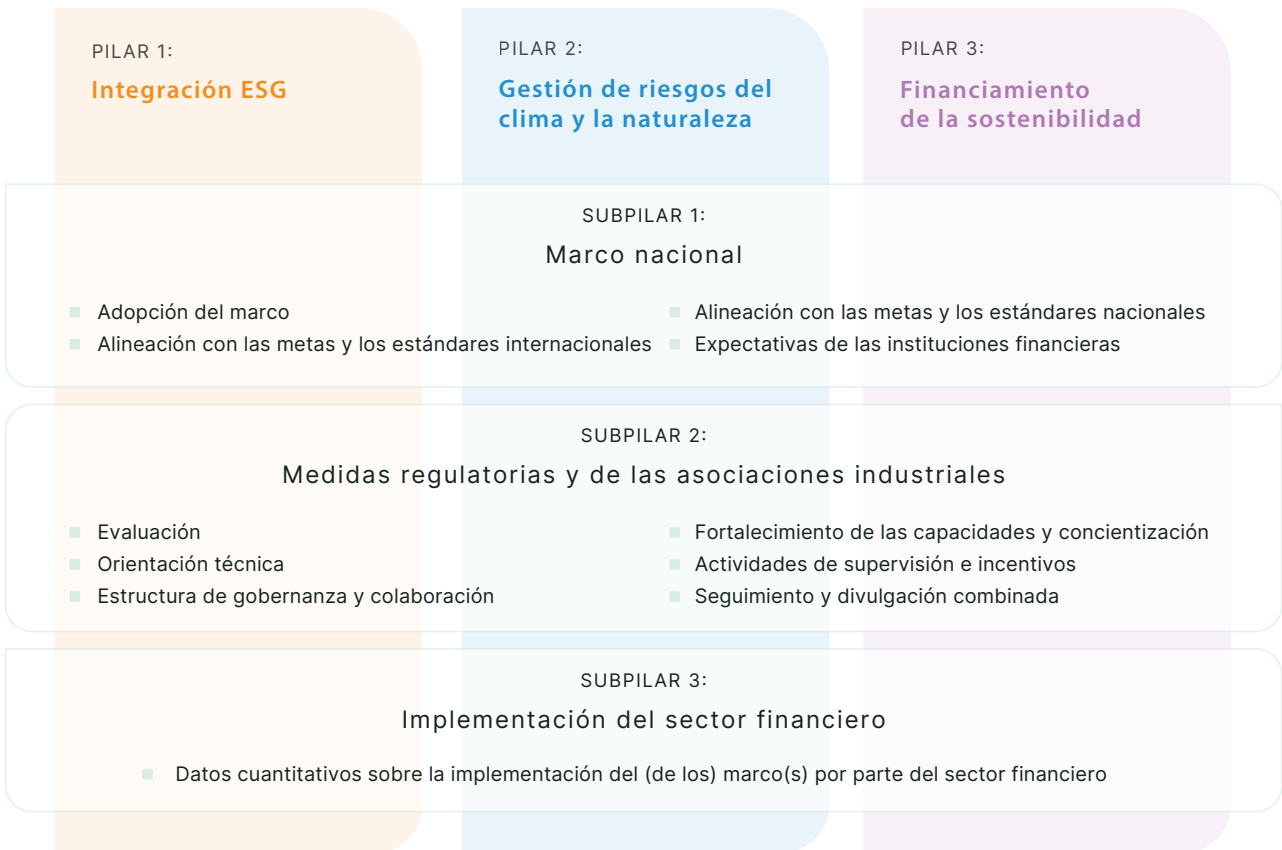 PILAR 1:
Integración ESG
PILAR 2:
Gestión de riesgos del
clima y la naturaleza
PILAR 3:
Financiamiento
de la sostenibilidad
SUBPILAR 1:
Marco nacional
Adopción del marco
Alineación con las metas y los estándares internacionales
Alineación con las metas y los estándares nacionales
Expectativas de las instituciones financieras
SUBPILAR 2:
Medidas regulatorias y de las asociaciones industriales
Evaluación
Orientación técnica
Estructura de gobernanza y colaboración
Fortalecimiento de las capacidades y concientización
Actividades de supervisión e incentivos
Seguimiento y divulgación combinada
SUBPILAR 3:
Implementación del sector financiero
Datos cuantitativos sobre la implementación del (de los) marco(s) por parte del sector financiero